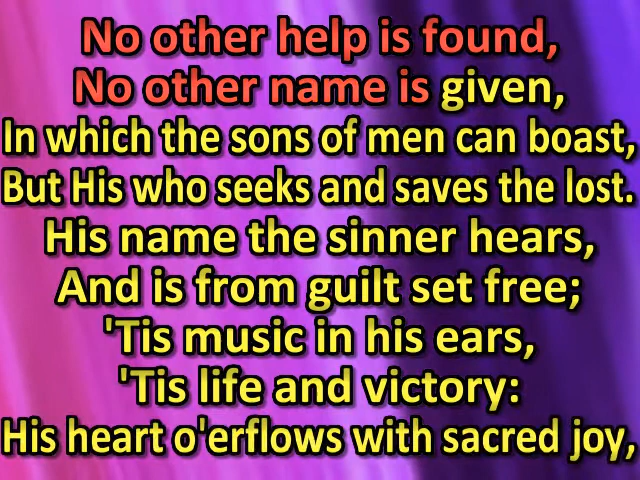 No other help is found,
No other name is given,
In which the sons of men can boast,
But His who seeks and saves the lost.
His name the sinner hears,
And is from guilt set free;
'Tis music in his ears,
'Tis life and victory:
His heart o'erflows with sacred joy,